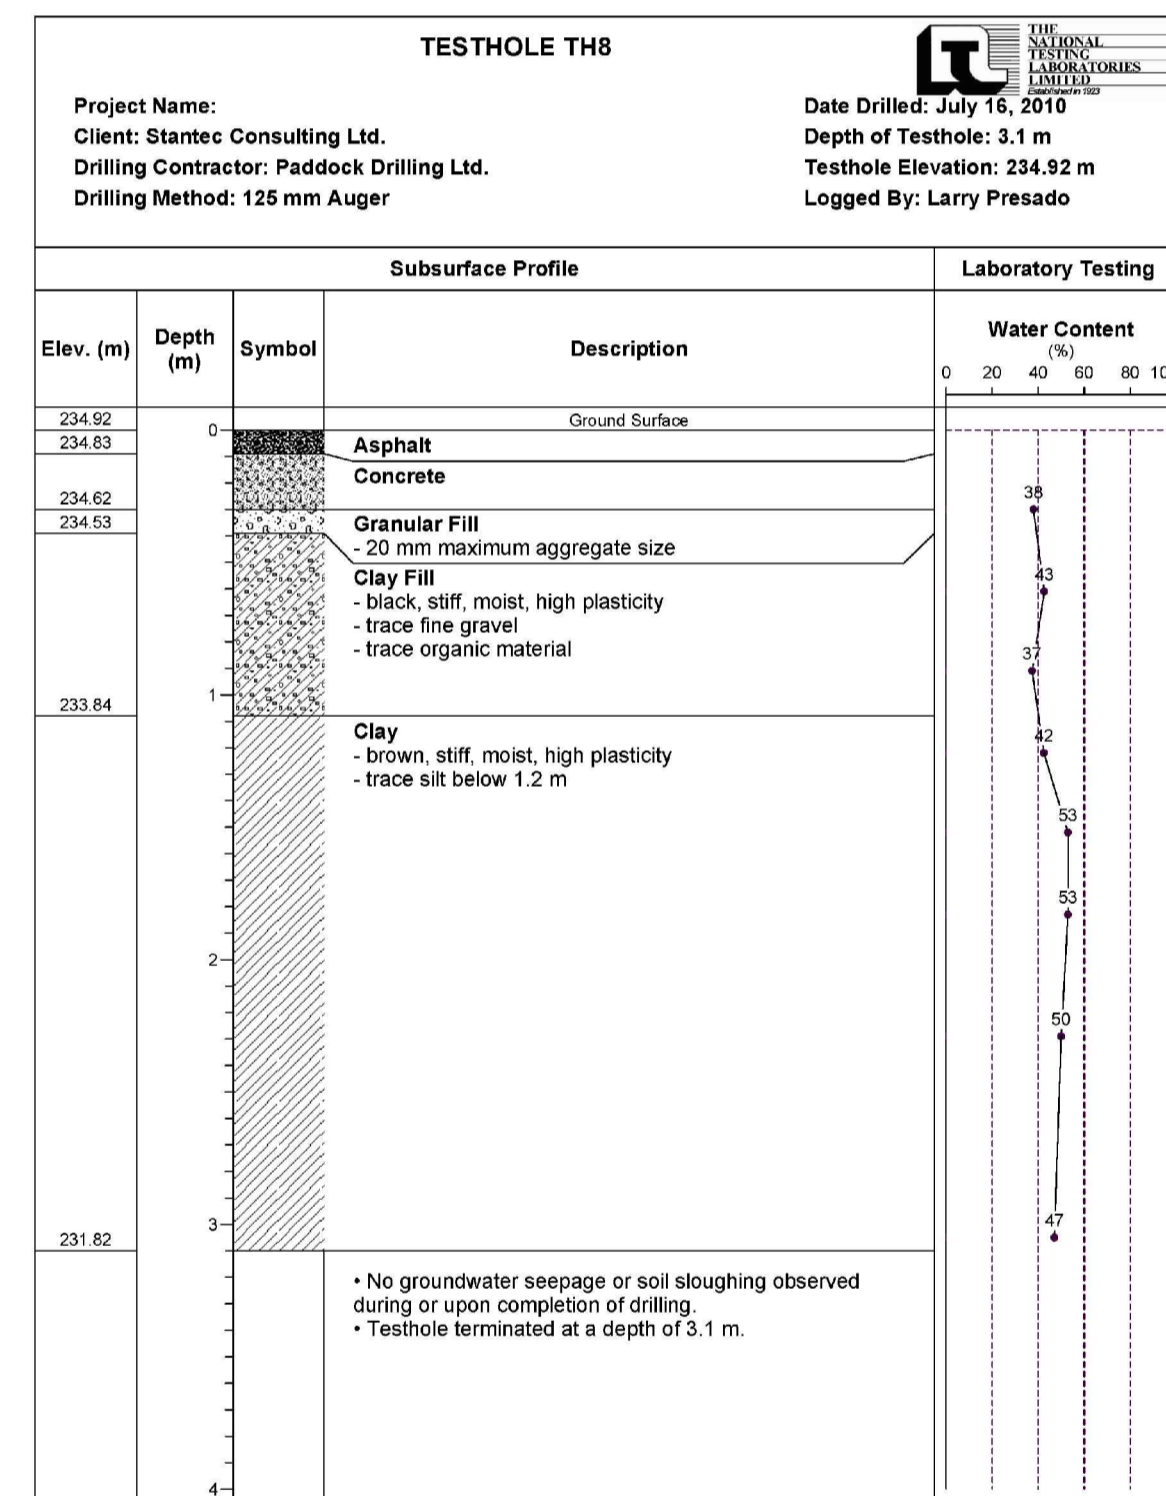 TESTHOLE TH8
THE
NATIONAL
TESTING
LABORATORIES
LIMITED
Established in 1923
Project Name:
Client: Stantec Consulting Ltd.
Drilling Contractor: Paddock Drilling Ltd.
Drilling Method: 125 mm Auger
Date Drilled: July 16, 2010
Depth of Testhole: 3.1 m
Testhole Elevation: 234.92 m
Logged By: Larry Presado
Subsurface Profile
Laboratory Testing
Elev. (m)
Depth
(m)
Symbol
Description
Water Content
(%)
0 20 40 60 80 10
234.92
Ground Surface
0
234.83
Asphalt
Concrete
234.62
38
234.53
Granular Fill
- 20 mm maximum aggregate size
Clay Fill
43
- black, stiff, moist, high plasticity
- trace fine gravel
- trace organic material
37
1
233.84
Clay
42
- brown, stiff, moist, high plasticity
- trace silt below 1.2 m
53
53
2
50
3
47
231.82
• No groundwater seepage or soil sloughing observed
during or upon completion of drilling.
• Testhole terminated at a depth of 3.1 m.
4